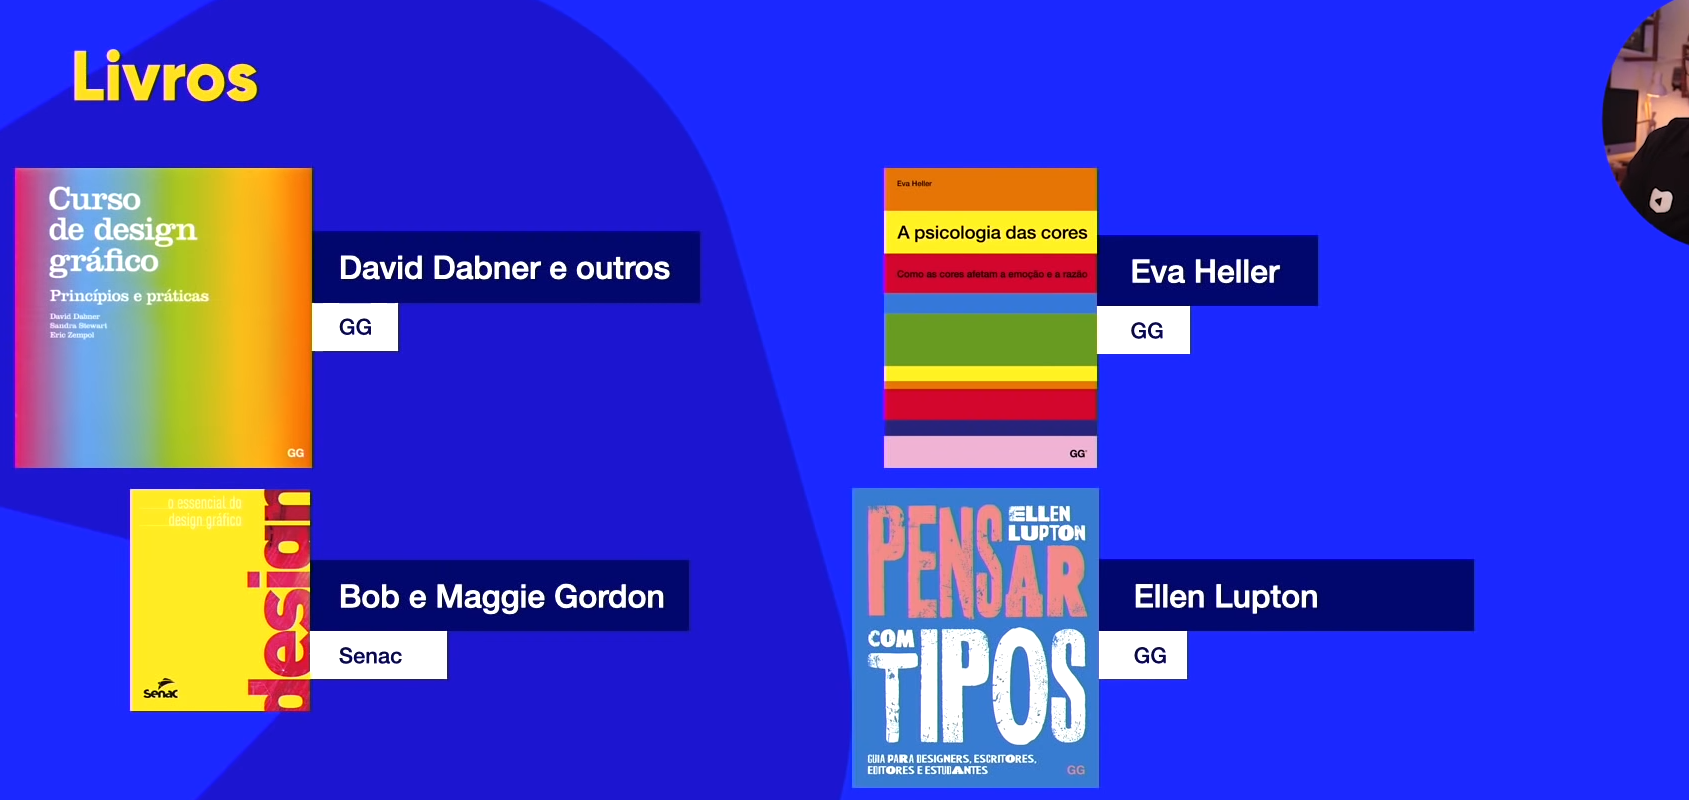 Livros
Curso
de design
gráfico
Princípios e práticas
David Dabner
Sandra Stewart
Eric Zempol
GG
David Dabner e outros
GG
Eva Heller
A psicologia das cores
Como as cores afetam a emoção e a razão
GG
Eva Heller
GG
o essencial do
design gráfico
design
Senac
Bob e Maggie Gordon
Senac
PENSAR
ELLEN
LUPTON
COM
TIPOS
GUIA PARA DESIGNERS, ESCRITORES,
EDITORES E ESTUDANTES
GG
Ellen Lupton
GG